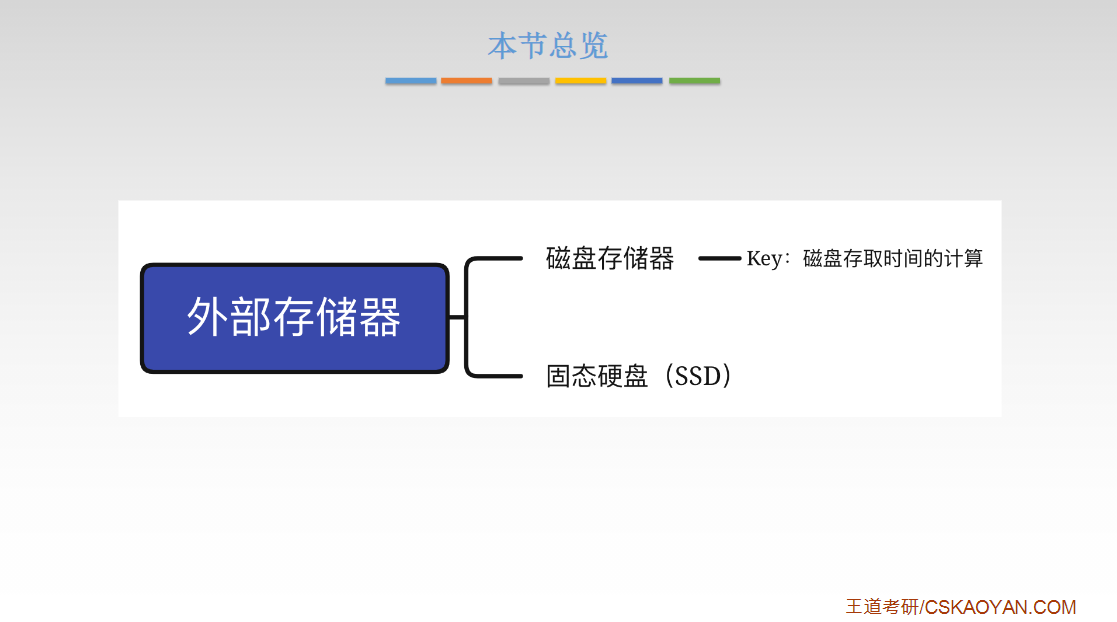 本节总览
外部存储器
磁盘存储器
Key：磁盘存取时间的计算
固态硬盘（SSD）
王道考研/CSKAOYAN.COM